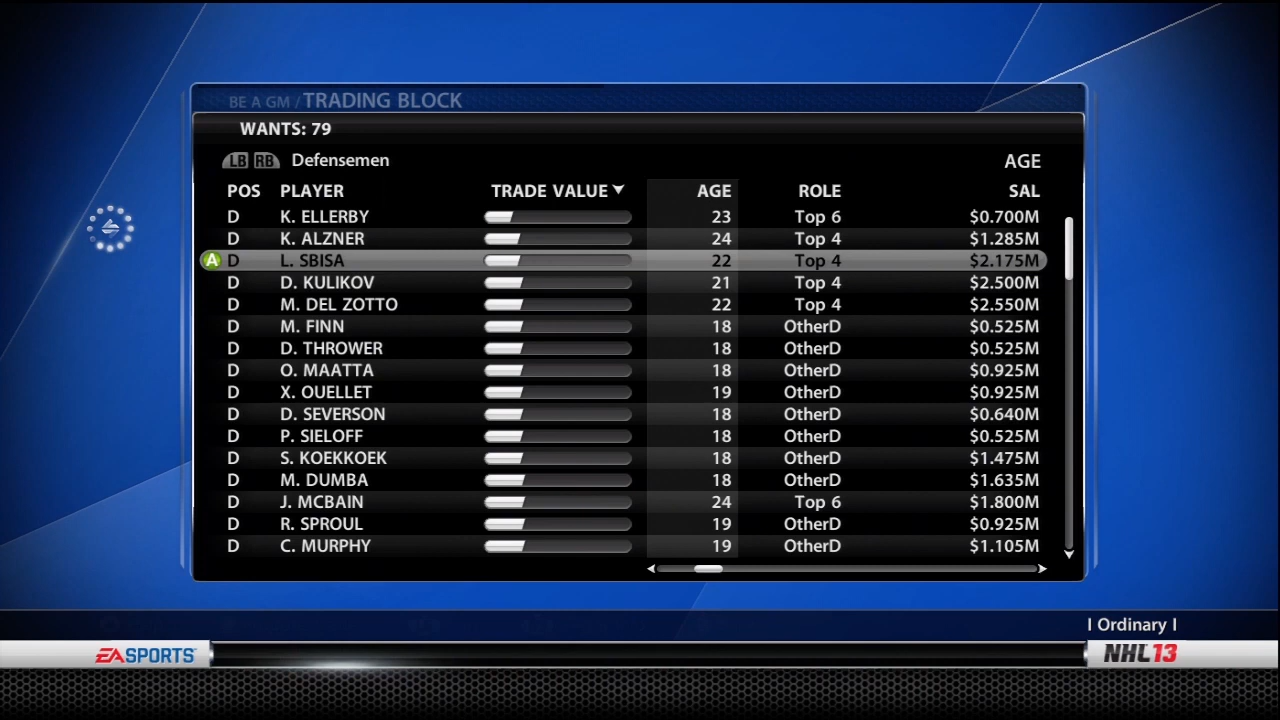 BE A GM / TRADING BLOCK
WANTS: 79
LB RB Defensemen AGE
POS PLAYER TRADE VALUE AGE ROLE SAL
D K. ELLERBY 23 Top 6 $0.700M
D K. ALZNER 24 Top 4 $1.285M
A D L. SBISA 22 Top 4 $2.175M
D D. KULIKOV 21 Top 4 $2.500M
D M. DEL ZOTTO 22 Top 4 $2.550M
D M. FINN 18 OtherD $0.525M
D D. THROWER 18 OtherD $0.525M
D O. MAATTA 18 OtherD $0.925M
D X. OUELLET 19 OtherD $0.925M
D D. SEVERSON 18 OtherD $0.640M
D P. SIELOFF 18 OtherD $0.525M
D S. KOEKKOEK 18 OtherD $1.475M
D M. DUMBA 18 OtherD $1.635M
D J. MCBAIN 24 Top 6 $1.800M
D R. SPROUL 19 OtherD $0.925M
D C. MURPHY 19 OtherD $1.105M
I Ordinary I
EA SPORTS NHL 13